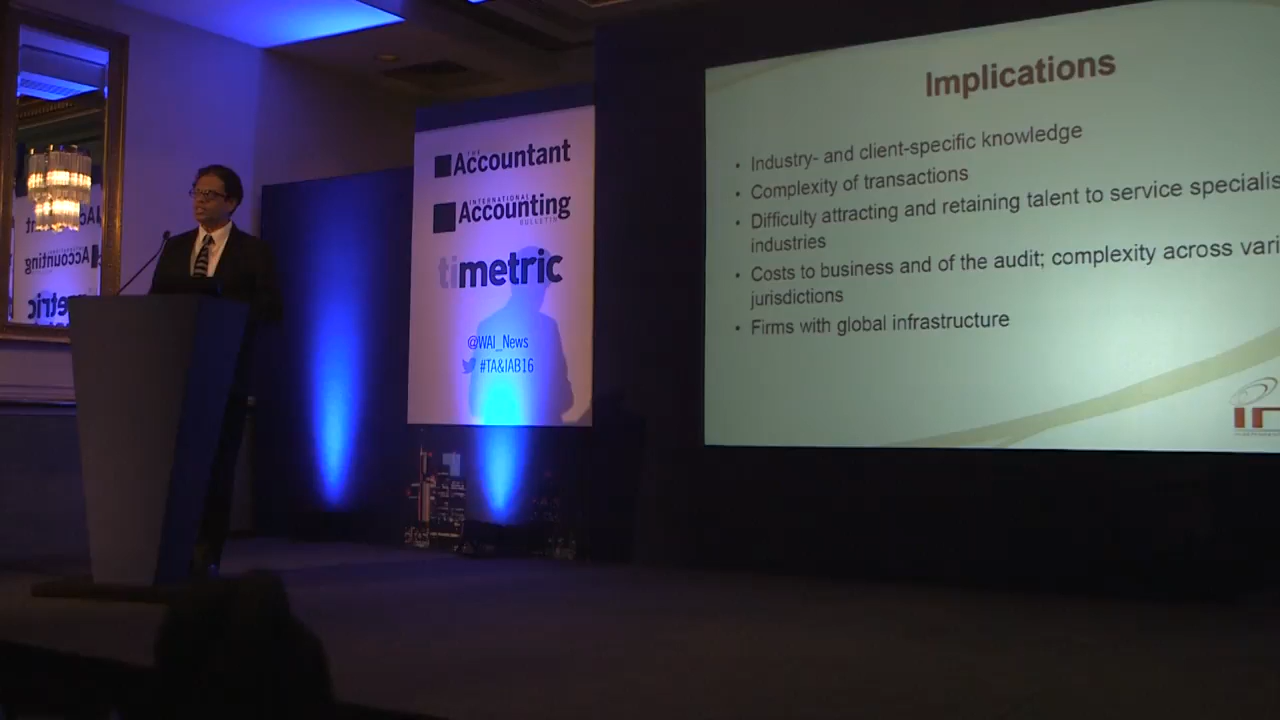 THE
Accountant
INTERNATIONAL
Accounting
BULLETIN
timetric
@WAI_News
#TA&IAB16
Implications
• Industry- and client-specific knowledge
• Complexity of transactions
• Difficulty attracting and retaining talent to service specialis
industries
• Costs to business and of the audit; complexity across vari
jurisdictions
• Firms with global infrastructure